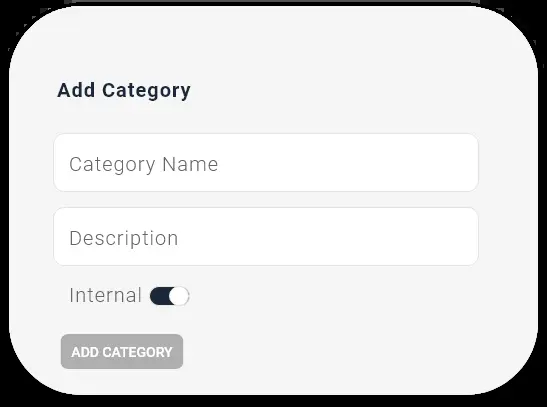 Add Category
Category Name
Description
Internal
ADD CATEGORY